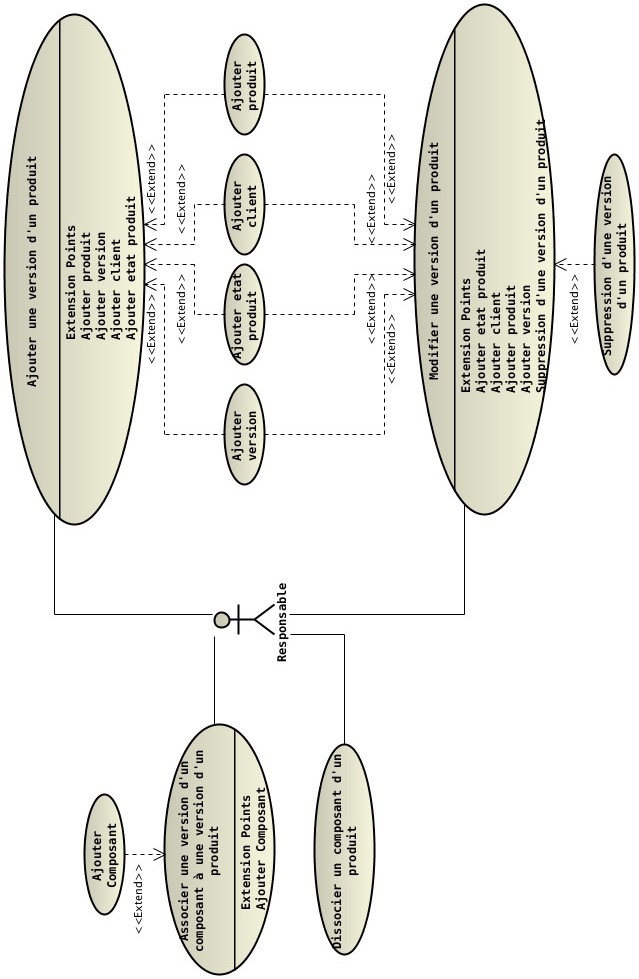 Ajouter une version d'un produit
Extension Points
Ajouter produit
Ajouter version
Ajouter client
Ajouter etat produit
<<Extend>>
<<Extend>>
<<Extend>>
<<Extend>>
Ajouter
produit
Ajouter
client
Ajouter etat
produit
Ajouter
version
<<Extend>>
<<Extend>>
<<Extend>>
<<Extend>>
Modifier une version d'un produit
Extension Points
Ajouter etat produit
Ajouter client
Ajouter produit
Ajouter version
Suppression d'une version d'un produit
<<Extend>>
Suppression d'une version
d'un produit
Responsable
Ajouter
Composant
<<Extend>>
Associer une version d'un
composant à une version d'un
produit
Extension Points
Ajouter Composant
Dissocier un composant d'un
produit